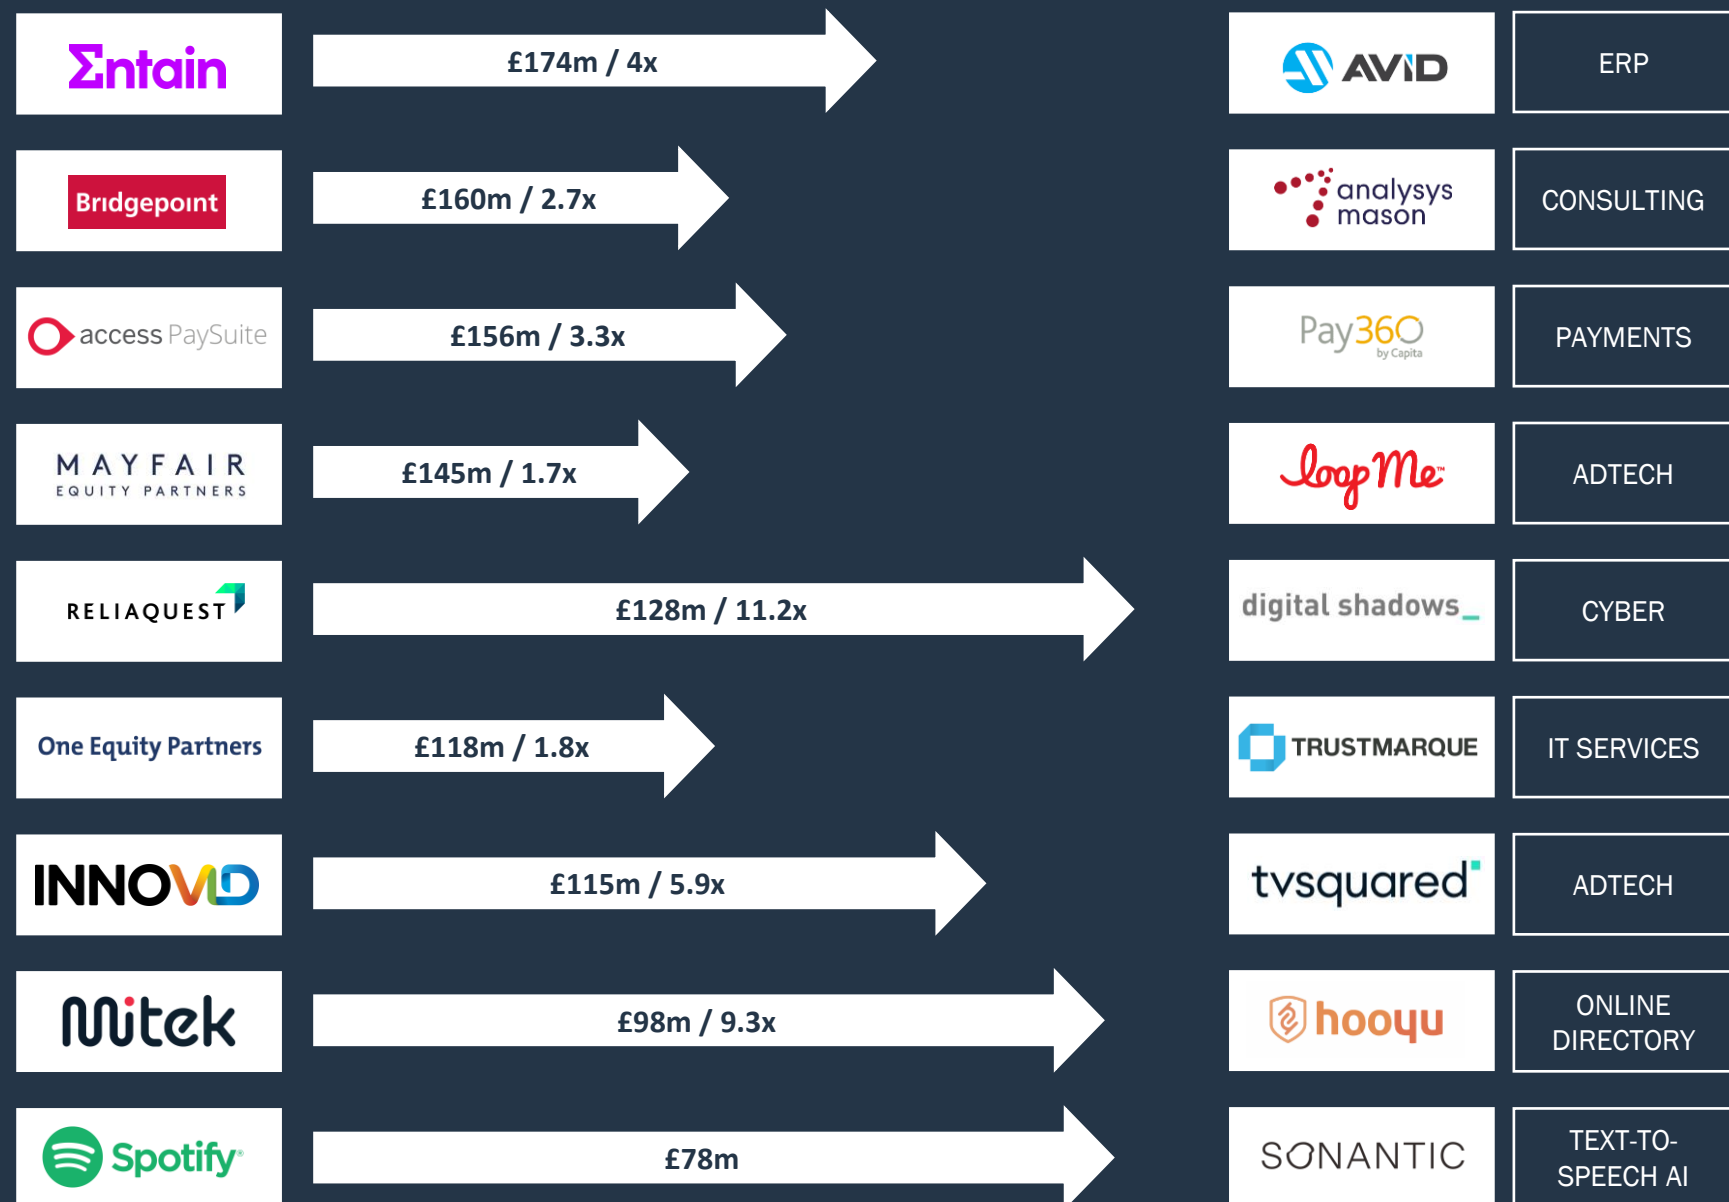 Σntain
£174m / 4x
AVID
ERP
Bridgepoint
£160m / 2.7x
analysys
mason
CONSULTING
access PaySuite
£156m / 3.3x
Pay360
by Capita
PAYMENTS
MAYFAIR
EQUITY PARTNERS
£145m / 1.7x
loopMe™
ADTECH
RELIAQUEST
£128m / 11.2x
digital shadows_
CYBER
One Equity Partners
£118m / 1.8x
TRUSTMARQUE
IT SERVICES
INNOVID
£115m / 5.9x
tvsquared
ADTECH
Mitek
£98m / 9.3x
hooyu
ONLINE
DIRECTORY
Spotify®
£78m
SONANTIC
TEXT-TO-
SPEECH AI